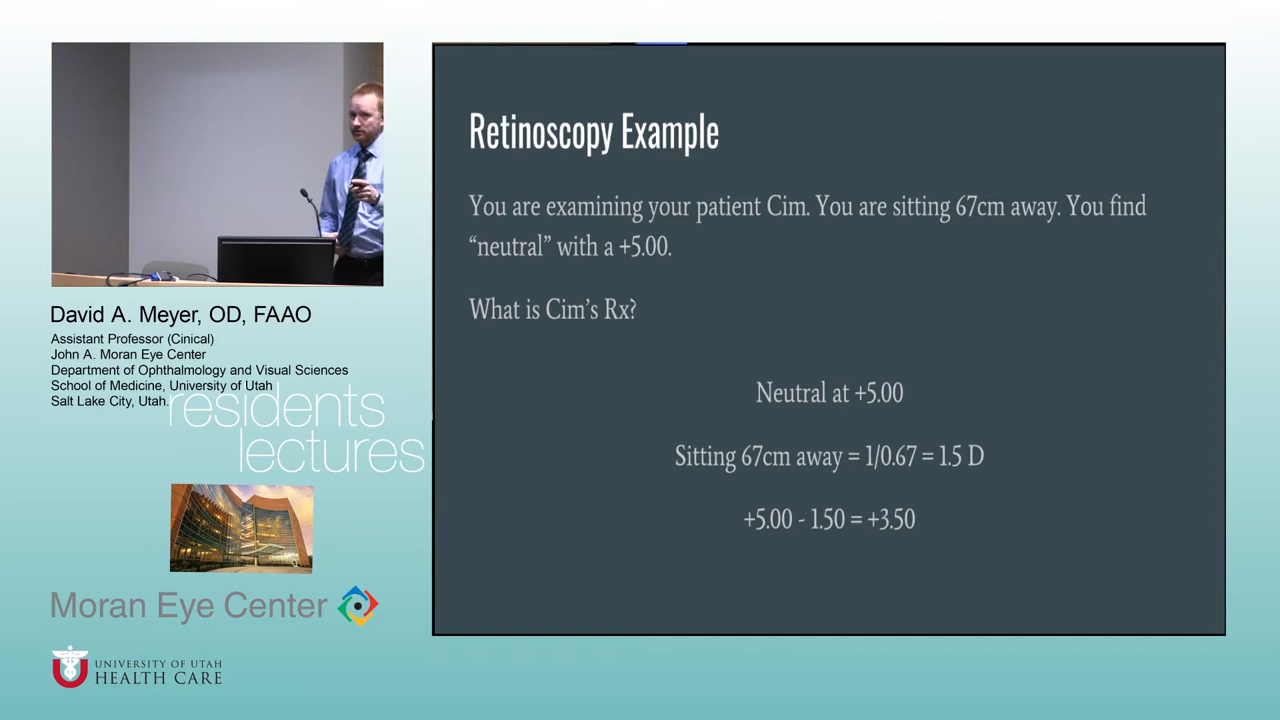 Retinoscopy Example
You are examining your patient Cim. You are sitting 67cm away. You find
“neutral” with a +5.00.
What is Cim’s Rx?
Neutral at +5.00
Sitting 67cm away = 1/0.67 = 1.5 D
+5.00 - 1.50 = +3.50
David A. Meyer, OD, FAAO
Assistant Professor (Cinical)
John A. Moran Eye Center
Department of Ophthalmology and Visual Sciences
School of Medicine, University of Utah
Salt Lake City, Utah.
residents
lectures
Moran Eye Center
UNIVERSITY OF UTAH
HEALTH CARE